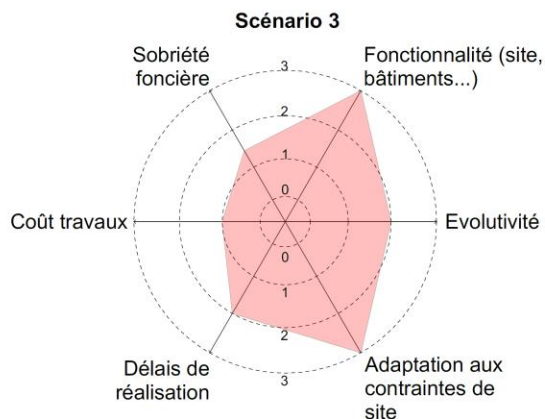 Scénario 3
Sobriété
foncière
Fonctionnalité (site,
bâtiments...)
3
2
1
0
Coût travaux
Evolutivité
0
1
2
3
Délais de
réalisation
Adaptation aux
contraintes de
site